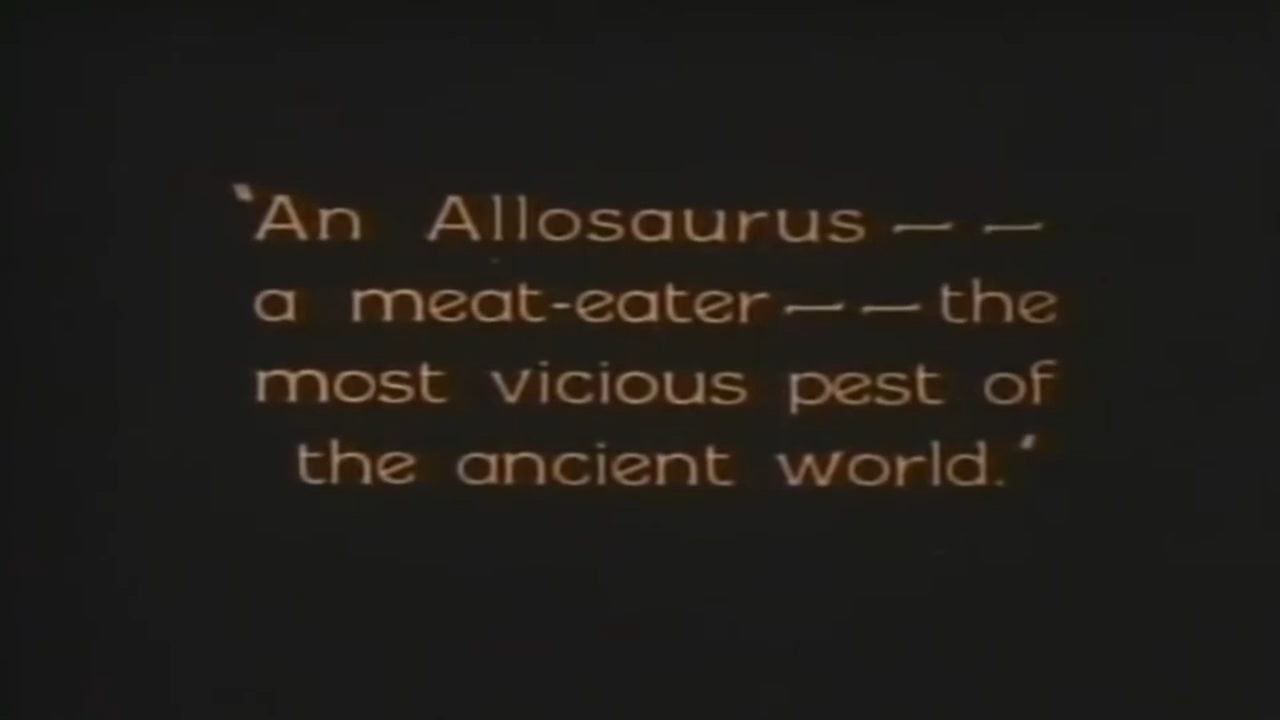 ‛An Allosaurus — —
a meat-eater — — the
most vicious pest of
the ancient world.‛